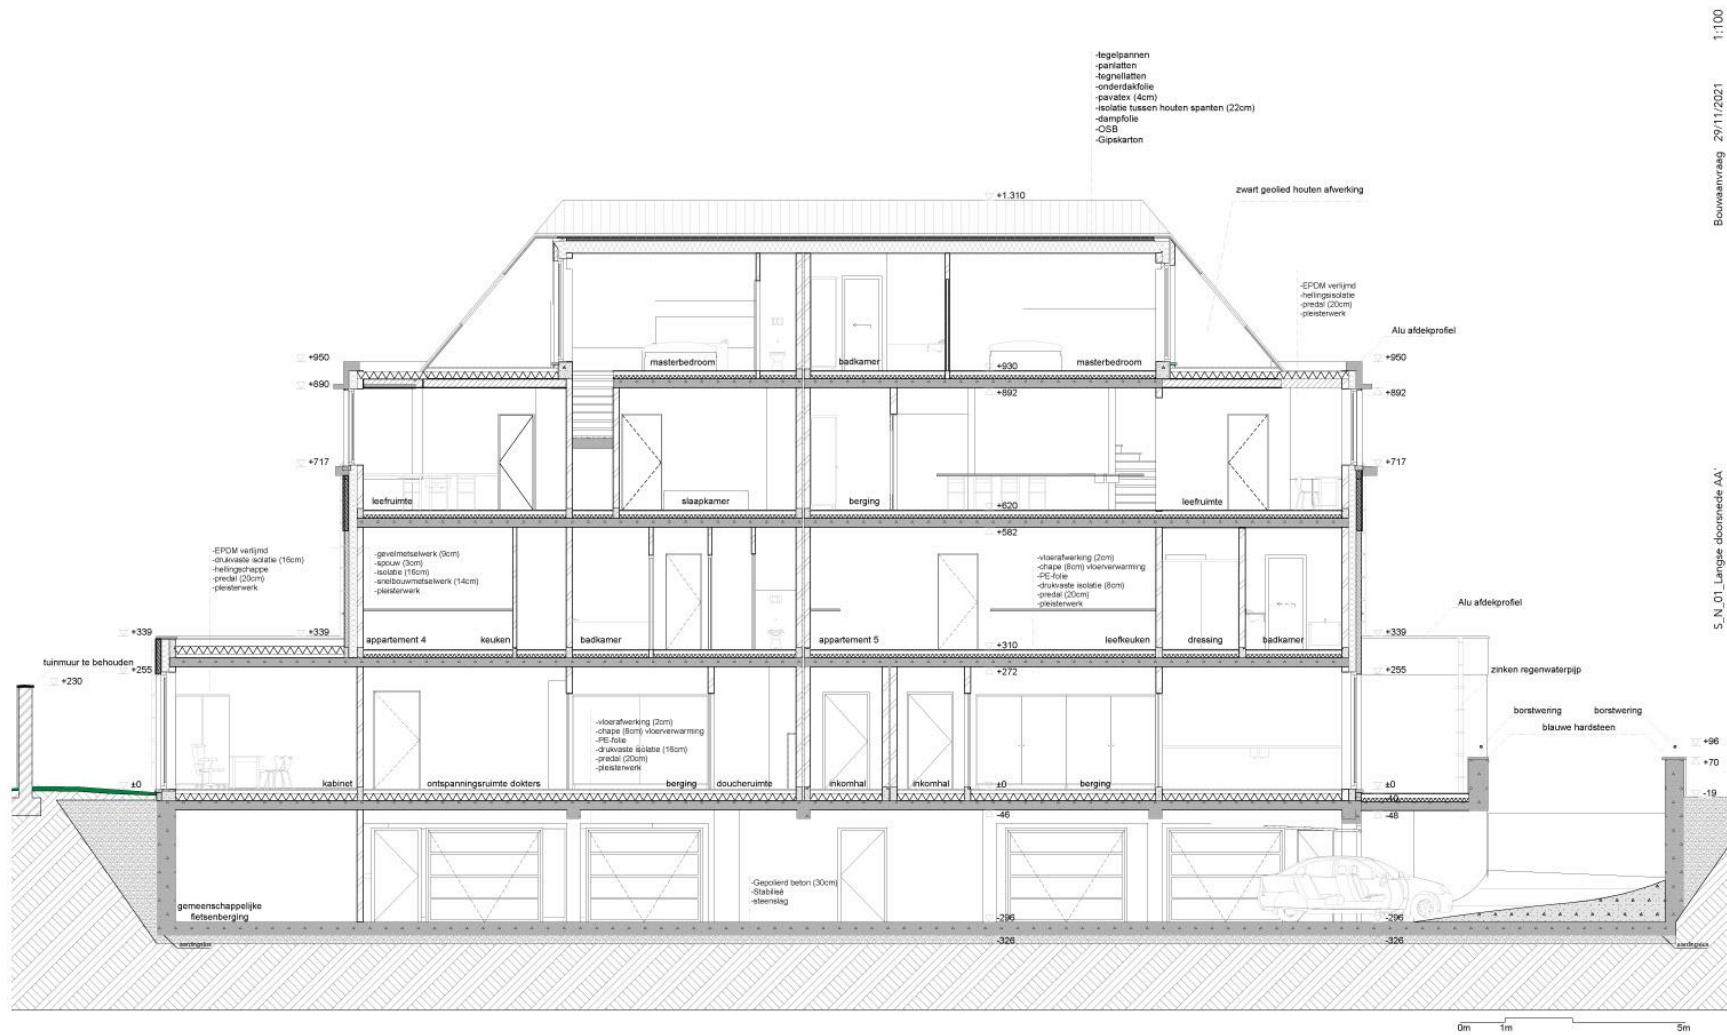 1:100
Bouwaanvraag 29/11/2021
S_N_01_Langse doorsnede AA'
-tegelpannen
-panlatten
-tegnellatten
-onderdakfolie
-pavatex (4cm)
-isolatie tussen houten spanten (22cm)
-dampfolie
-OSB
-Gipskarton
zwart geolied houten afwerking
+1.310
-EPDM verlijmd
-hellingsisolatie
-predal (20cm)
-pleisterwerk
Alu afdekprofiel
masterbedroom
badkamer
masterbedroom
+950
+930
+950
+890
+892
+892
+717
+717
leefruimte
slaapkamer
berging
leefruimte
+620
+582
-EPDM verlijmd
-drukvaste isolatie (16cm)
-hellingschappe
-predal (20cm)
-pleisterwerk
-gevelmetselwerk (9cm)
-spouw (3cm)
-isolatie (16cm)
-snelbouwmetselwerk (14cm)
-pleisterwerk
-vloerafwerking (2cm)
-chape (8cm) vloerverwarming
-PE-folie
-drukvaste isolatie (8cm)
-predal (20cm)
-pleisterwerk
Alu afdekprofiel
+339
+339
appartement 4
keuken
badkamer
appartement 5
leefkeuken
dressing
badkamer
+339
+310
tuinmuur te behouden
+255
+272
+255
zinken regenwaterpijp
+230
borstwering
borstwering
blauwe hardsteen
-vloerafwerking (2cm)
-chape (8cm) vloerverwarming
-PE-folie
-drukvaste isolatie (16cm)
-predal (20cm)
-pleisterwerk
+96
+70
±0
kabinet
ontspanningsruimte dokters
berging
doucheruimte
inkomhal
inkomhal
±0
berging
±0
-19
-40
-46
-48
-Gepolierd beton (30cm)
-Stabilisé
-steenslag
gemeenschappelijke
fietsenberging
-296
-296
-326
-326
aardingslus
aardingslus
0m 1m 5m